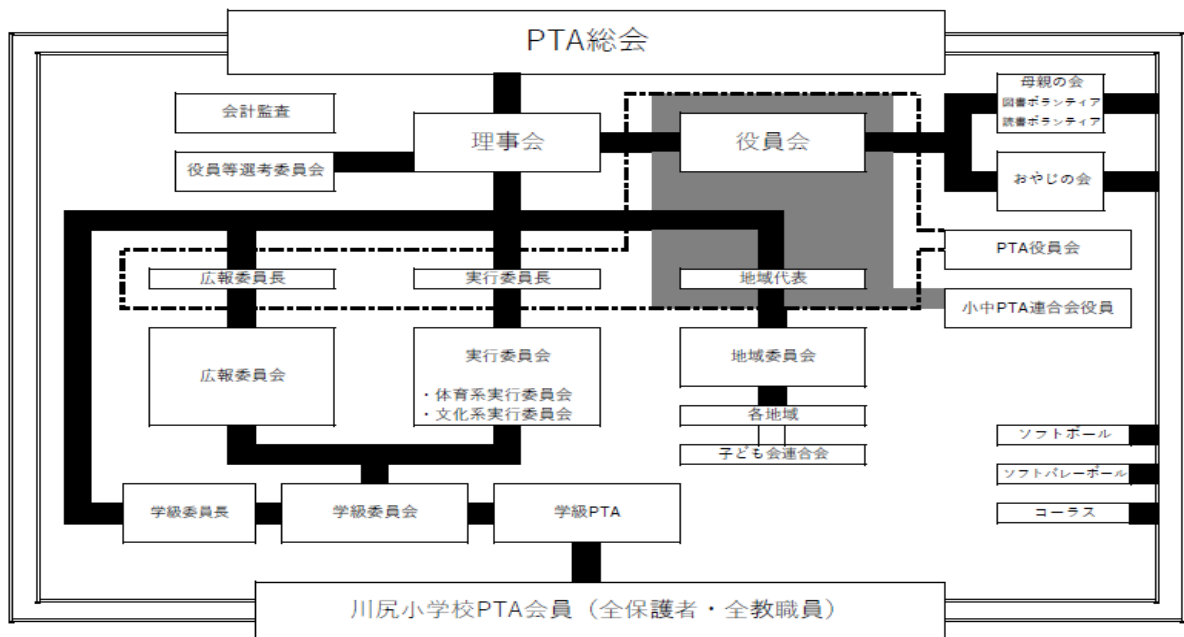 PTA総会
母親の会
図書ボランティア
読書ボランティア
会計監査
理事会
役員会
役員等選考委員会
おやじの会
PTA役員会
広報委員長
実行委員長
地域代表
小中PTA連合会役員
広報委員会
実行委員会
・体育系実行委員会
・文化系実行委員会
地域委員会
各地域
子ども会連合会
ソフトボール
ソフトバレーボール
コーラス
学級委員長
学級委員会
学級PTA
川尻小学校PTA会員（全保護者・全教職員）